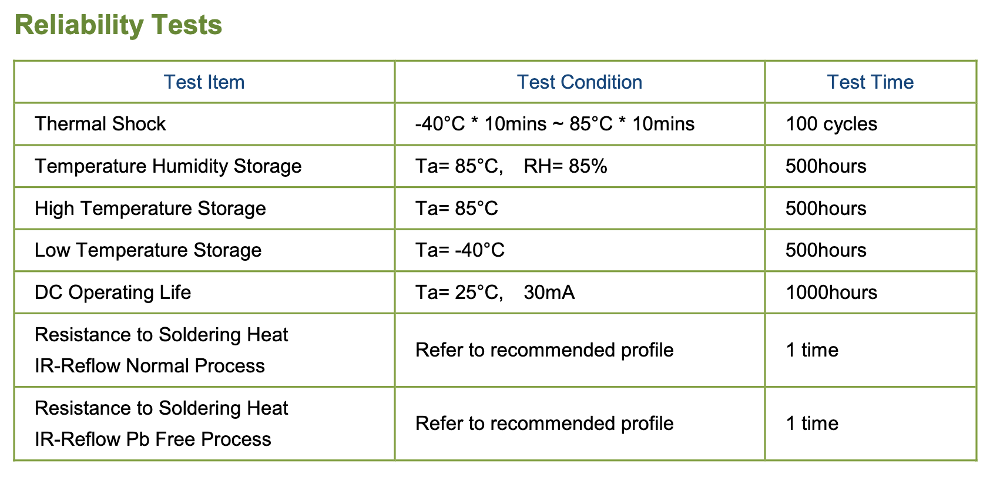 Reliability Tests
Test Item Test Condition Test Time
Thermal Shock -40°C * 10mins ~ 85°C * 10mins 100 cycles
Temperature Humidity Storage Ta= 85°C, RH= 85% 500hours
High Temperature Storage Ta= 85°C 500hours
Low Temperature Storage Ta= -40°C 500hours
DC Operating Life Ta= 25°C, 30mA 1000hours
Resistance to Soldering Heat
IR-Reflow Normal Process
Refer to recommended profile 1 time
Resistance to Soldering Heat
IR-Reflow Pb Free Process
Refer to recommended profile 1 time